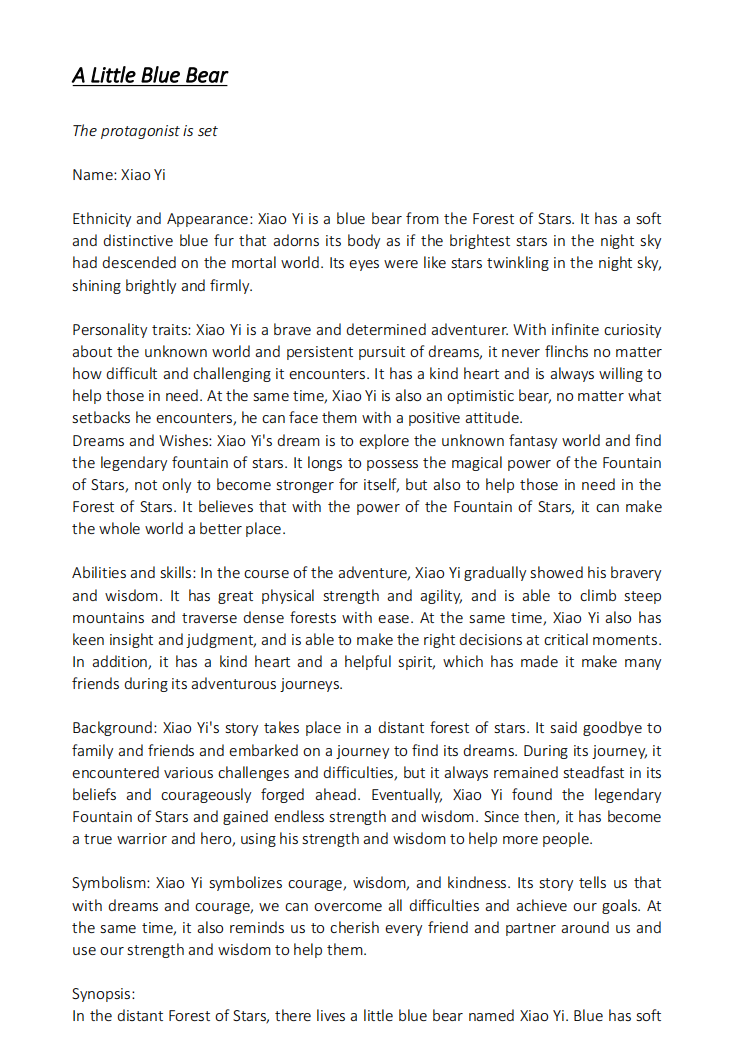 A Little Blue Bear
The protagonist is set
Name: Xiao Yi
Ethnicity and Appearance: Xiao Yi is a blue bear from the Forest of Stars. It has a soft
and distinctive blue fur that adorns its body as if the brightest stars in the night sky
had descended on the mortal world. Its eyes were like stars twinkling in the night sky,
shining brightly and firmly.
Personality traits: Xiao Yi is a brave and determined adventurer. With infinite curiosity
about the unknown world and persistent pursuit of dreams, it never flinchs no matter
how difficult and challenging it encounters. It has a kind heart and is always willing to
help those in need. At the same time, Xiao Yi is also an optimistic bear, no matter what
setbacks he encounters, he can face them with a positive attitude.
Dreams and Wishes: Xiao Yi's dream is to explore the unknown fantasy world and find
the legendary fountain of stars. It longs to possess the magical power of the Fountain
of Stars, not only to become stronger for itself, but also to help those in need in the
Forest of Stars. It believes that with the power of the Fountain of Stars, it can make
the whole world a better place.
Abilities and skills: In the course of the adventure, Xiao Yi gradually showed his bravery
and wisdom. It has great physical strength and agility, and is able to climb steep
mountains and traverse dense forests with ease. At the same time, Xiao Yi also has
keen insight and judgment, and is able to make the right decisions at critical moments.
In addition, it has a kind heart and a helpful spirit, which has made it make many
friends during its adventurous journeys.
Background: Xiao Yi's story takes place in a distant forest of stars. It said goodbye to
family and friends and embarked on a journey to find its dreams. During its journey, it
encountered various challenges and difficulties, but it always remained steadfast in its
beliefs and courageously forged ahead. Eventually, Xiao Yi found the legendary
Fountain of Stars and gained endless strength and wisdom. Since then, it has become
a true warrior and hero, using his strength and wisdom to help more people.
Symbolism: Xiao Yi symbolizes courage, wisdom, and kindness. Its story tells us that
with dreams and courage, we can overcome all difficulties and achieve our goals. At
the same time, it also reminds us to cherish every friend and partner around us and
use our strength and wisdom to help them.
Synopsis:
In the distant Forest of Stars, there lives a little blue bear named Xiao Yi. Blue has soft